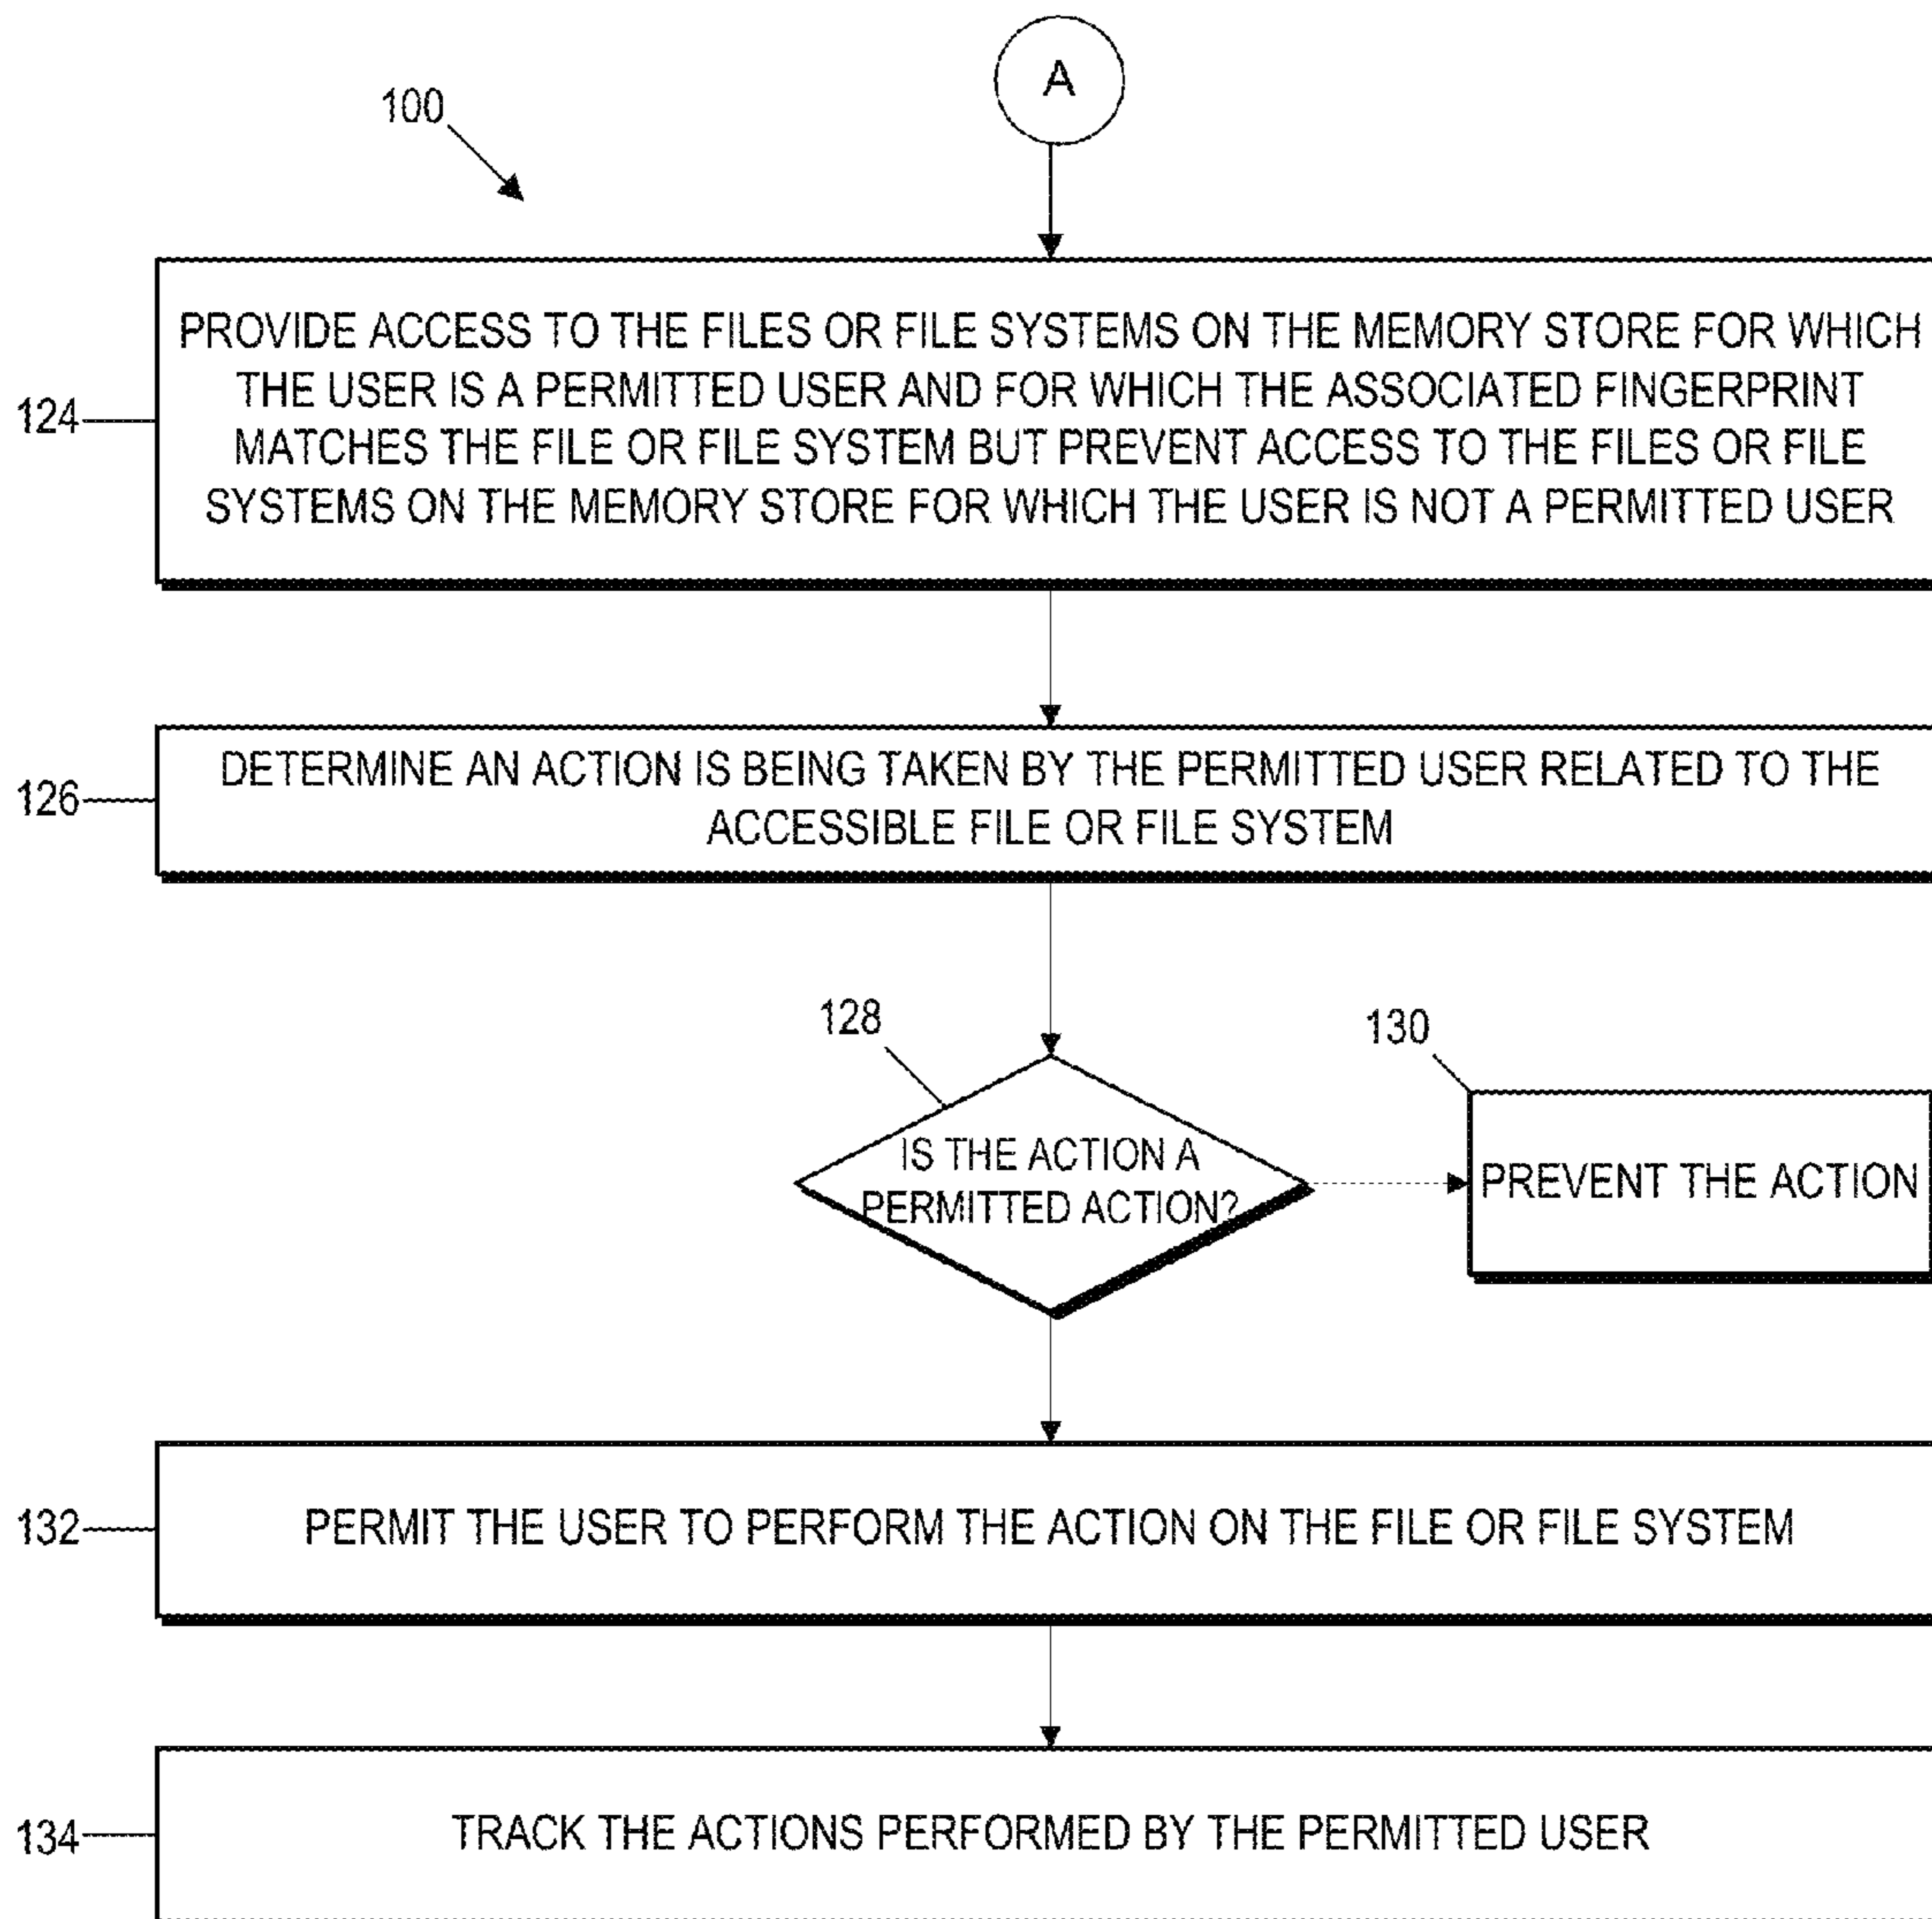 A
100
PROVIDE ACCESS TO THE FILES OR FILE SYSTEMS ON THE MEMORY STORE FOR WHICH
THE USER IS A PERMITTED USER AND FOR WHICH THE ASSOCIATED FINGERPRINT
MATCHES THE FILE OR FILE SYSTEM BUT PREVENT ACCESS TO THE FILES OR FILE
SYSTEMS ON THE MEMORY STORE FOR WHICH THE USER IS NOT A PERMITTED USER
124
DETERMINE AN ACTION IS BEING TAKEN BY THE PERMITTED USER RELATED TO THE
ACCESSIBLE FILE OR FILE SYSTEM
126
128
IS THE ACTION A
PERMITTED ACTION?
130
PREVENT THE ACTION
132
PERMIT THE USER TO PERFORM THE ACTION ON THE FILE OR FILE SYSTEM
134
TRACK THE ACTIONS PERFORMED BY THE PERMITTED USER